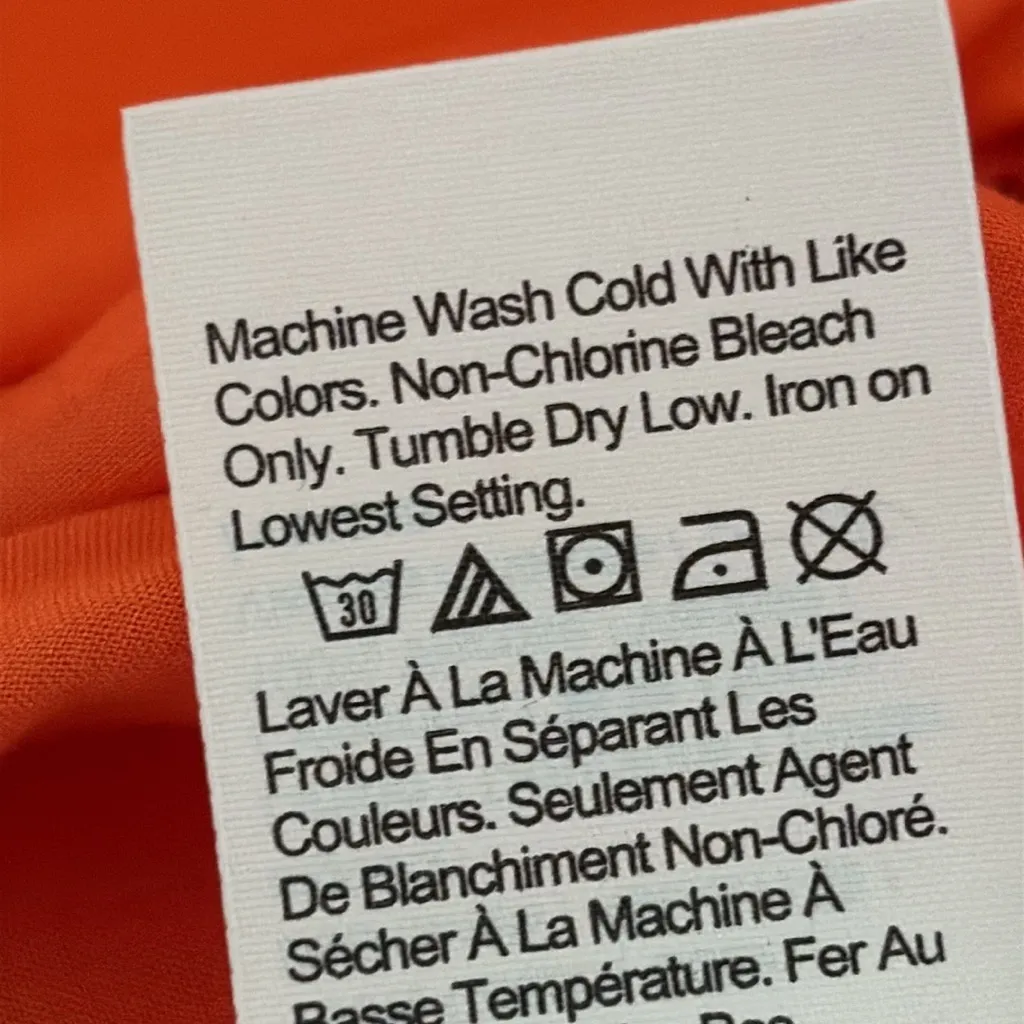 Machine Wash Cold With Like
Colors. Non-Chlorine Bleach
Only. Tumble Dry Low. Iron on
Lowest Setting.
30
Laver À La Machine À L'Eau
Froide En Séparant Les
Couleurs. Seulement Agent
De Blanchiment Non-Chloré.
Sécher À La Machine À
Basse Température. Fer Au
Pas